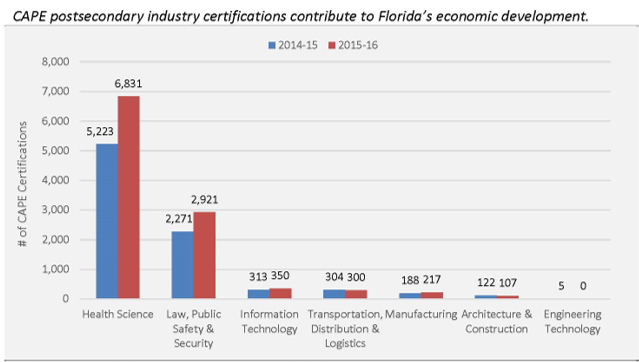 CAPE postsecondary industry certifications contribute to Florida's economic development.
2014-15 2015-16
# of CAPE Certifications
8,000
7,000
6,000
5,000
4,000
3,000
2,000
1,000
0
5,223 6,831
2,271 2,921
313 350
304 300
188 217
122 107
5 0
Health Science
Law, Public
Safety &
Security
Information
Technology
Transportation,
Distribution &
Logistics
Manufacturing
Architecture &
Construction
Engineering
Technology